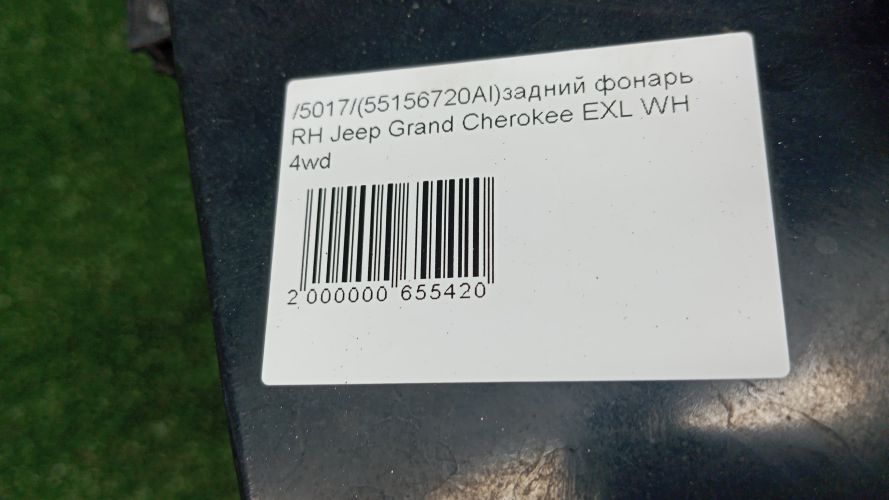 /5017/(55156720AI)задний фонарь
RH Jeep Grand Cherokee EXL WH
4wd
2 000000 655420